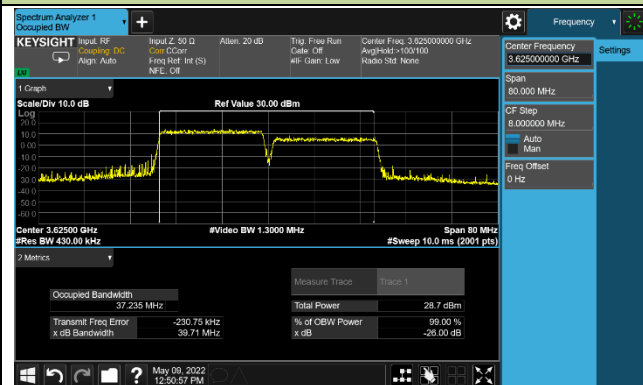 Spectrum Analyzer 1
Occupied BW
Frequency
KEYSIGHT
Input: RF
Coupling: DC
Align: Auto
Input Z: 50 Ω
Corr CCorr
Freq Ref: Int (S)
NFE: Off
Atten: 20 dB
Trig: Free Run
Gate: Off
#IF Gain: Low
Center Freq: 3.625000000 GHz
Avg|Hold:>100/100
Radio Std: None
LXI
Center Frequency
3.625000000 GHz
Settings
Span
80.000 MHz
CF Step
8.000000 MHz
Auto
Man
Freq Offset
0 Hz
1 Graph
Scale/Div 10.0 dB
Ref Value 30.00 dBm
Log
20.0
10.0
0.00
-10.0
-20.0
-30.0
-40.0
-50.0
-60.0
Center 3.62500 GHz
#Video BW 1.3000 MHz
Span 80 MHz
#Res BW 430.00 kHz
#Sweep 10.0 ms (2001 pts)
2 Metrics
Measure Trace
Trace 1
Occupied Bandwidth
37.235 MHz
Total Power
28.7 dBm
Transmit Freq Error
-230.75 kHz
% of OBW Power
99.00 %
x dB Bandwidth
39.71 MHz
x dB
-26.00 dB
?
May 09, 2022
12:50:57 PM